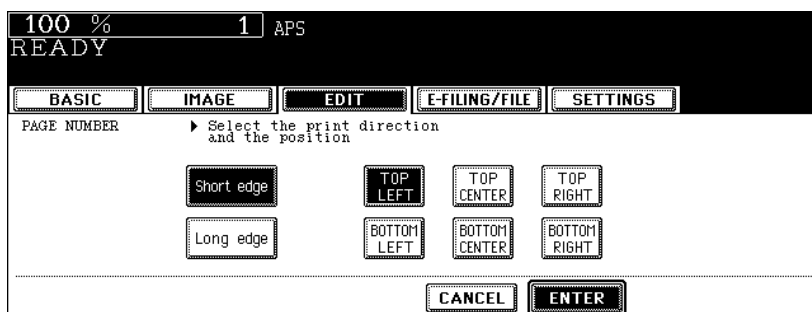 100 % 1 APS
READY
BASIC IMAGE EDIT E-FILING/FILE SETTINGS
PAGE NUMBER Select the print direction
and the position
Short edge TOP LEFT TOP CENTER TOP RIGHT
Long edge BOTTOM LEFT BOTTOM CENTER BOTTOM RIGHT
CANCEL ENTER